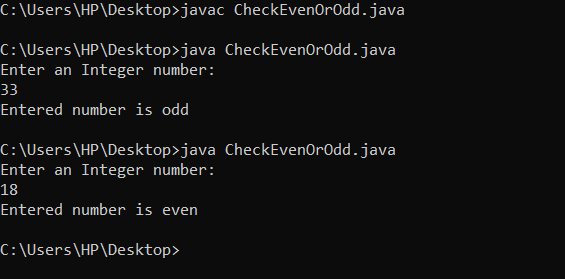 C:\Users\HP\Desktop>javac CheckEvenOrOdd.java
C:\Users\HP\Desktop>java CheckEvenOrOdd.java
Enter an Integer number:
33
Entered number is odd
C:\Users\HP\Desktop>java CheckEvenOrOdd.java
Enter an Integer number:
18
Entered number is even
C:\Users\HP\Desktop>